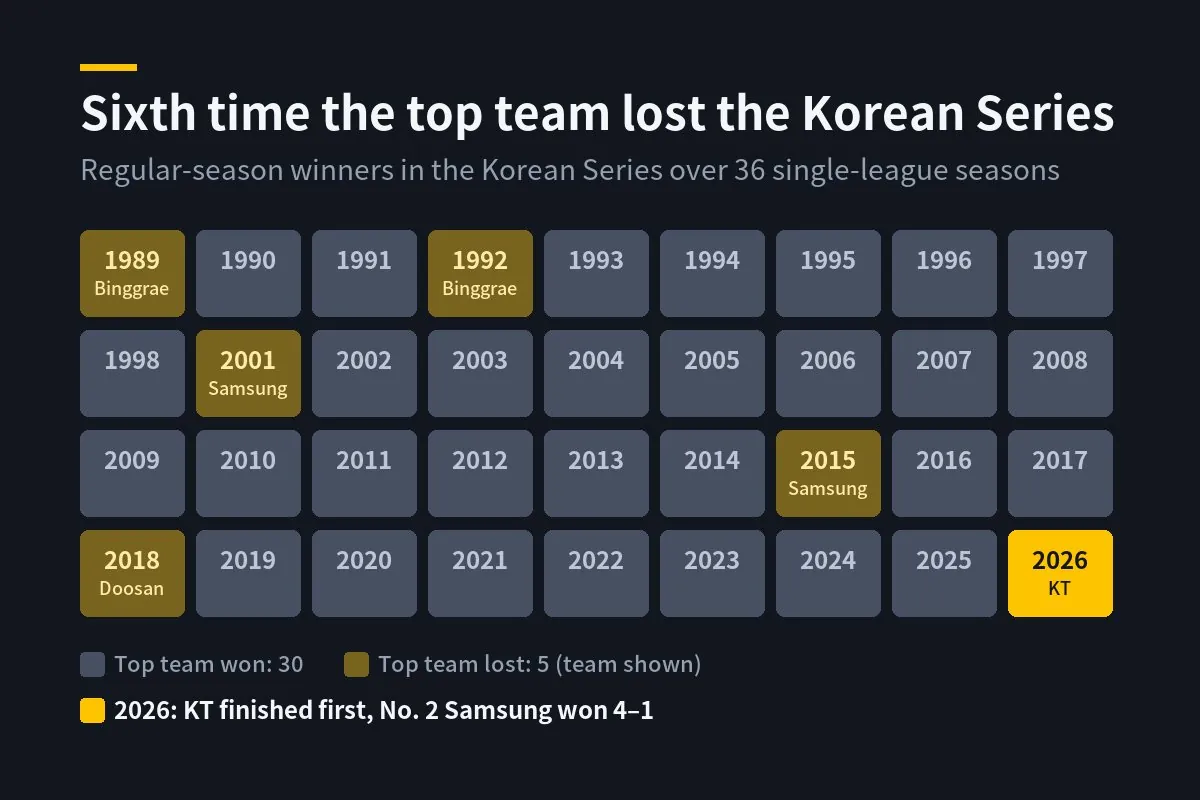 Sixth time the top team lost the Korean Series
Regular-season winners in the Korean Series over 36 single-league seasons
1989 1990 1991 1992 1993 1994 1995 1996 1997
Binggrae Binggrae
1998 2001 2002 2003 2004 2005 2006 2007 2008
Samsung
2009 2010 2011 2012 2013 2014 2015 2016 2017
Samsung
2018 2019 2020 2021 2022 2023 2024 2025 2026
Doosan KT
Top team won: 30 Top team lost: 5 (team shown)
2026: KT finished first, No. 2 Samsung won 4–1